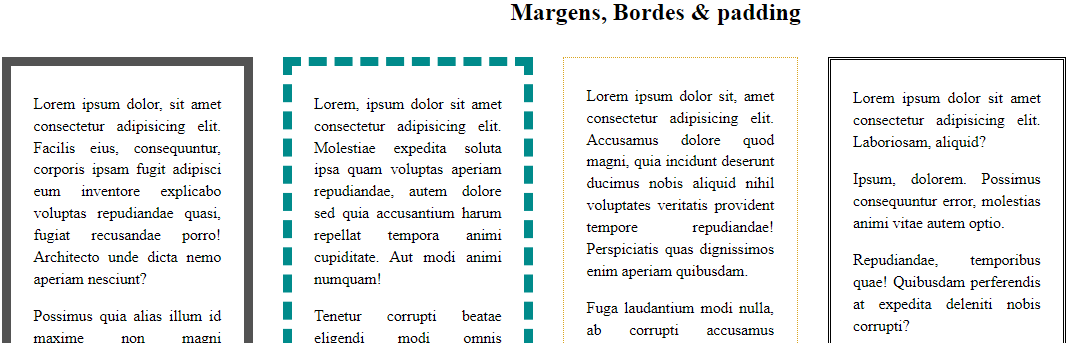 Margens, Bordes & padding
Lorem ipsum dolor, sit amet
consectetur adipisicing elit.
Facilis eius, consequuntur,
corporis ipsam fugit adipisci
eum inventore explicabo
voluptas repudiandae quasi,
fugiat recusandae porro!
Architecto unde dicta nemo
aperiam nesciunt?
Possimus quia alias illum id
maxime non magni
Lorem, ipsum dolor sit amet
consectetur adipisicing elit.
Molestiae expedita soluta
ipsa quam voluptas aperiam
repudiandae, autem dolore
sed quia accusantium harum
repellat tempora animi
cupiditate. Aut modi animi
numquam!
Tenetur corrupti beatae
eligendi modi omnis
Lorem ipsum dolor sit, amet
consectetur adipisicing elit.
Accusamus dolore quod
magni, quia incidunt deserunt
ducimus nobis aliquid nihil
voluptates veritatis provident
tempore repudiandae!
Perspiciatis quas dignissimos
enim aperiam quibusdam.
Fuga laudantium modi nulla,
ab corrupti accusamus
Lorem ipsum dolor sit amet
consectetur adipisicing elit.
Laboriosam, aliquid?
Ipsum, dolorem. Possimus
consequuntur error, molestias
animi vitae autem optio.
Repudiandae, temporibus
quae! Quibusdam perferendis
at expedita deleniti nobis
corrupti?